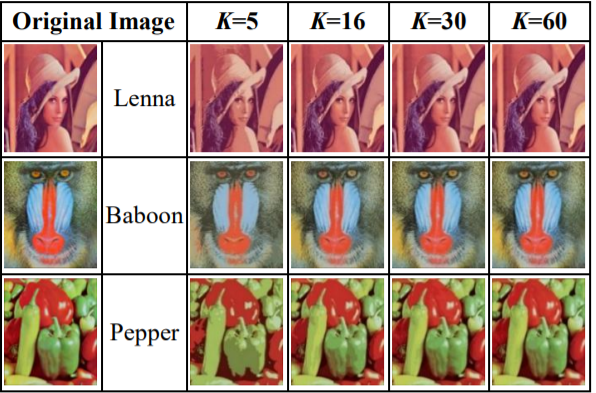 Original Image K=5 K=16 K=30 K=60
Lenna
Baboon
Pepper